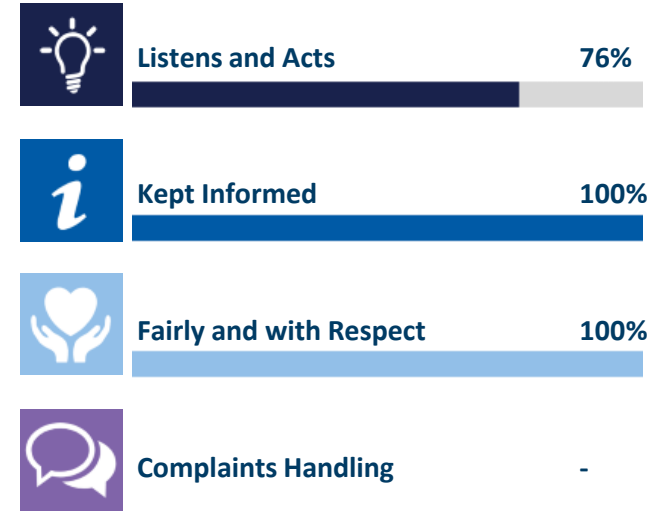 Listens and Acts 76%
Kept Informed 100%
Fairly and with Respect 100%
Complaints Handling -